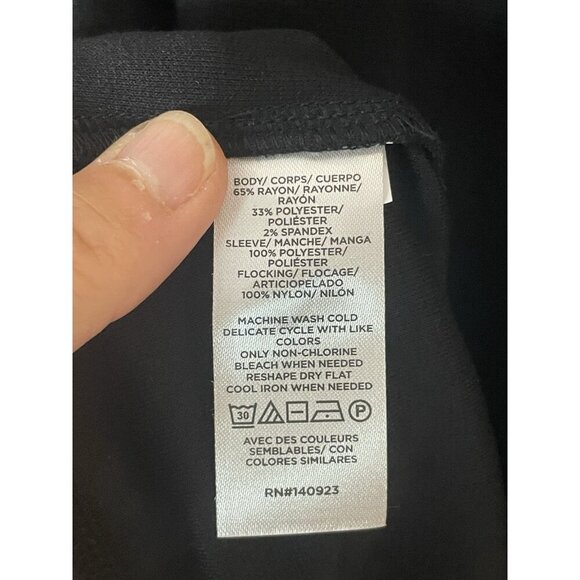 BODY/ CORPS/ CUERPO
65% RAYON/ RAYONNE/
RAYÓN
33% POLYESTER/
POLIÉSTER
2% SPANDEX
SLEEVE/ MANCHE/ MANGA
100% POLYESTER/
POLIÉSTER
FLOCKING/ FLOCAGE/
ARTICIOPELADO
100% NYLON/ NILÓN
MACHINE WASH COLD
DELICATE CYCLE WITH LIKE
COLORS
ONLY NON-CHLORINE
BLEACH WHEN NEEDED
RESHAPE DRY FLAT
COOL IRON WHEN NEEDED
30 P
AVEC DES COULEURS
SEMBLABLES/ CON
COLORES SIMILARES
RN#140923